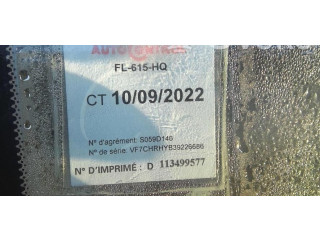 FL-615-HQ
CT 10/09/2022
N° d'agrément: S059D146
N° de série: VF7CHRHYB39226686
N° D'IMPRIMÉ: D 113499577